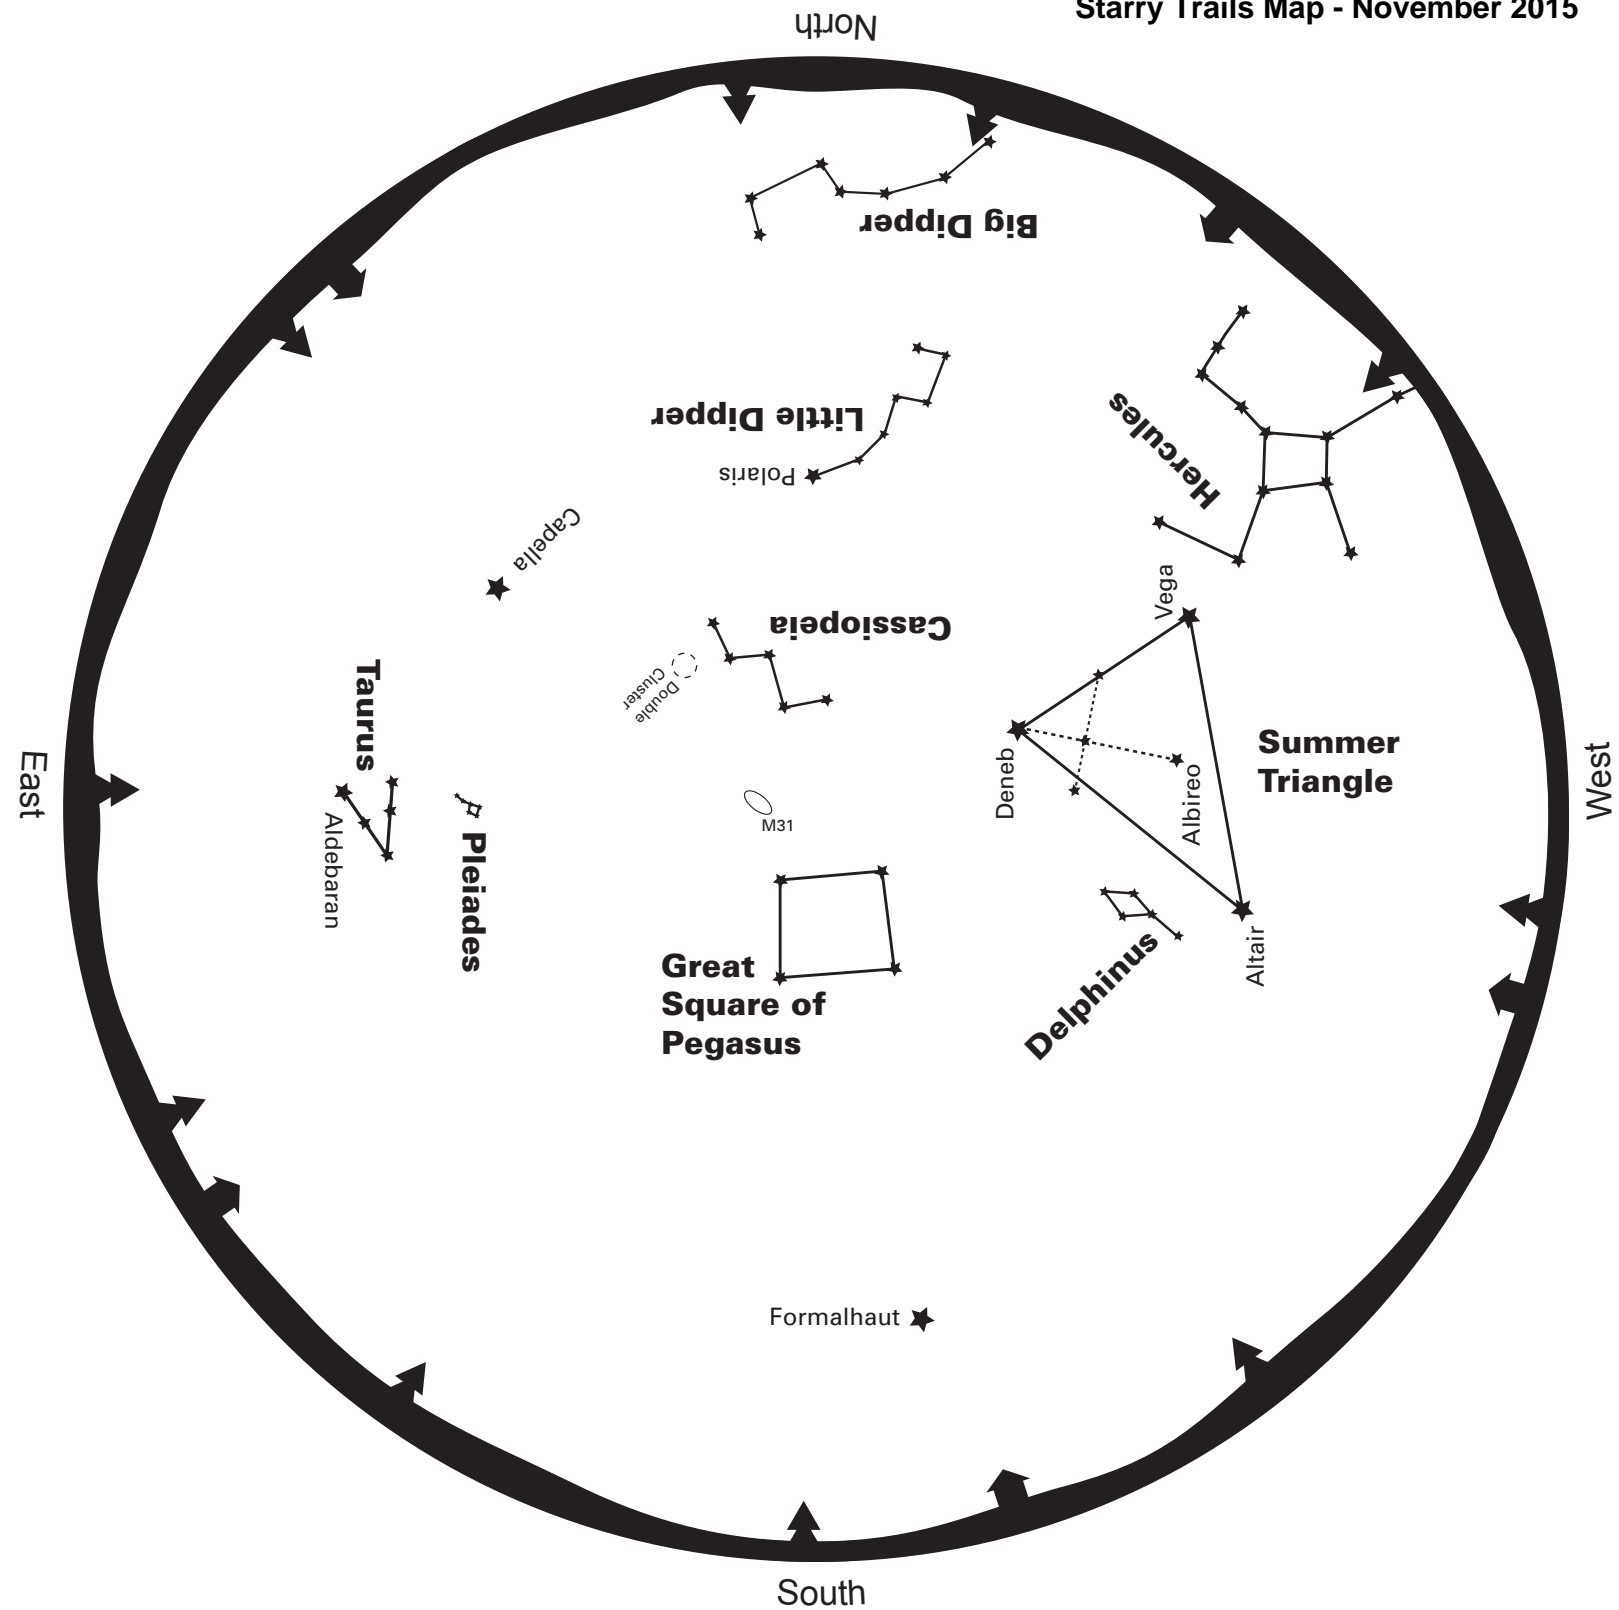 Starry Trails Map - November 2015
North
Big Dipper
Little Dipper
Polaris
Hercules
Capella
Vega
Cassiopeia
Double
Cluster
Taurus
Summer
Triangle
Deneb
Albireo
East
West
M31
Aldebaran
Pleiades
Great
Square of
Pegasus
Delphinus
Altair
Formalhaut
South